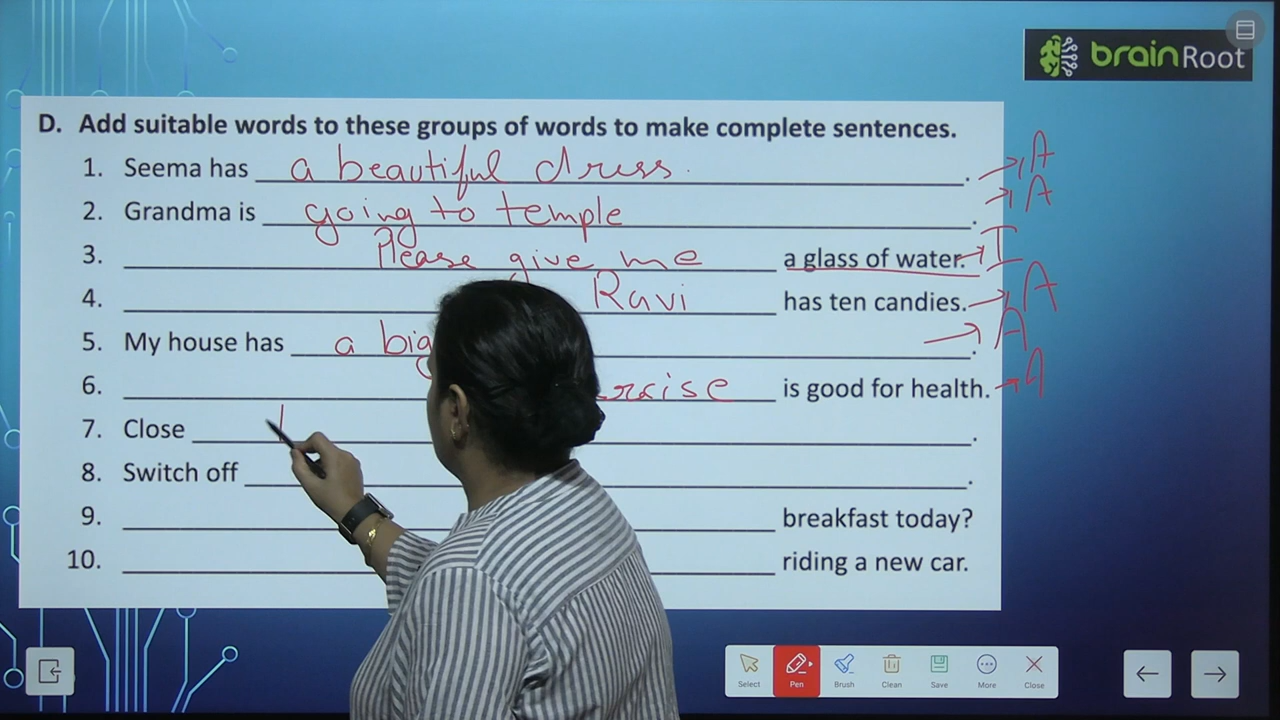 brainRoot
D. Add suitable words to these groups of words to make complete sentences.
1. Seema has a beautiful dress. → A
2. Grandma is going to temple. → A
3. Please give me a glass of water. → I
4. Ravi has ten candies. → A
5. My house has a big. → A
6. is good for health. → A
7. Close .
8. Switch off .
9. breakfast today?
10. riding a new car.
Select Pen Brush Clean Save More Close